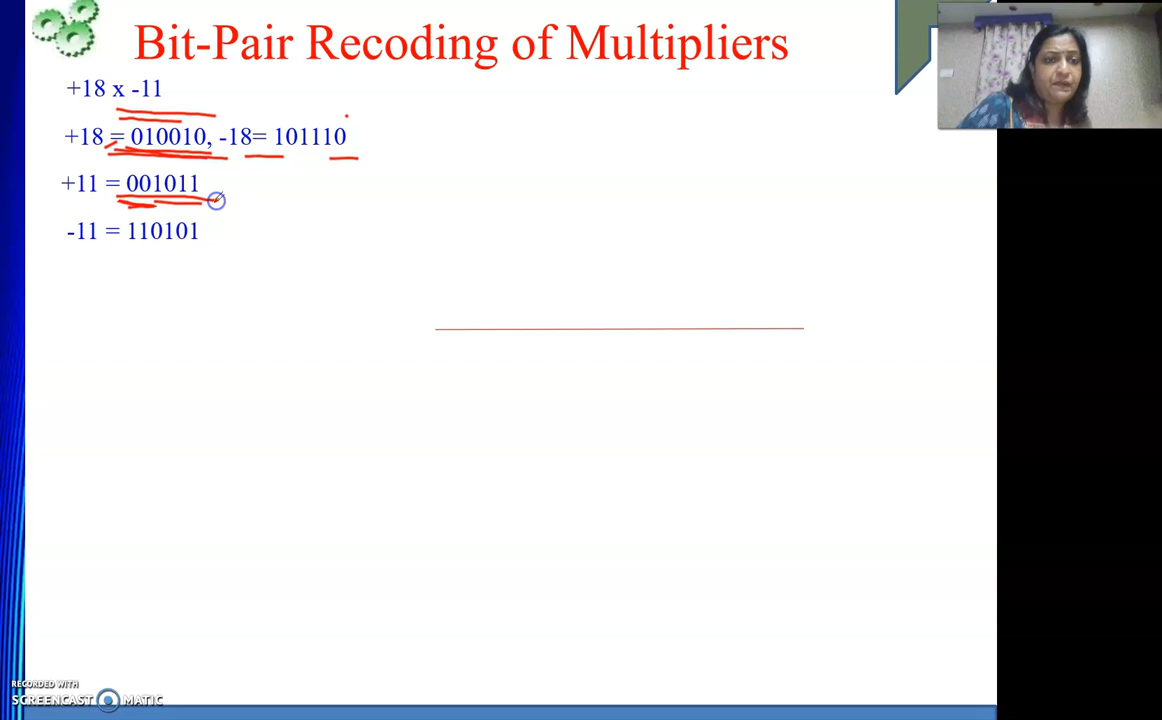 Bit-Pair Recoding of Multipliers
+18 x -11
+18 = 010010, -18= 101110
+11 = 001011
-11 = 110101
RECORDED WITH
SCREENCAST MATIC